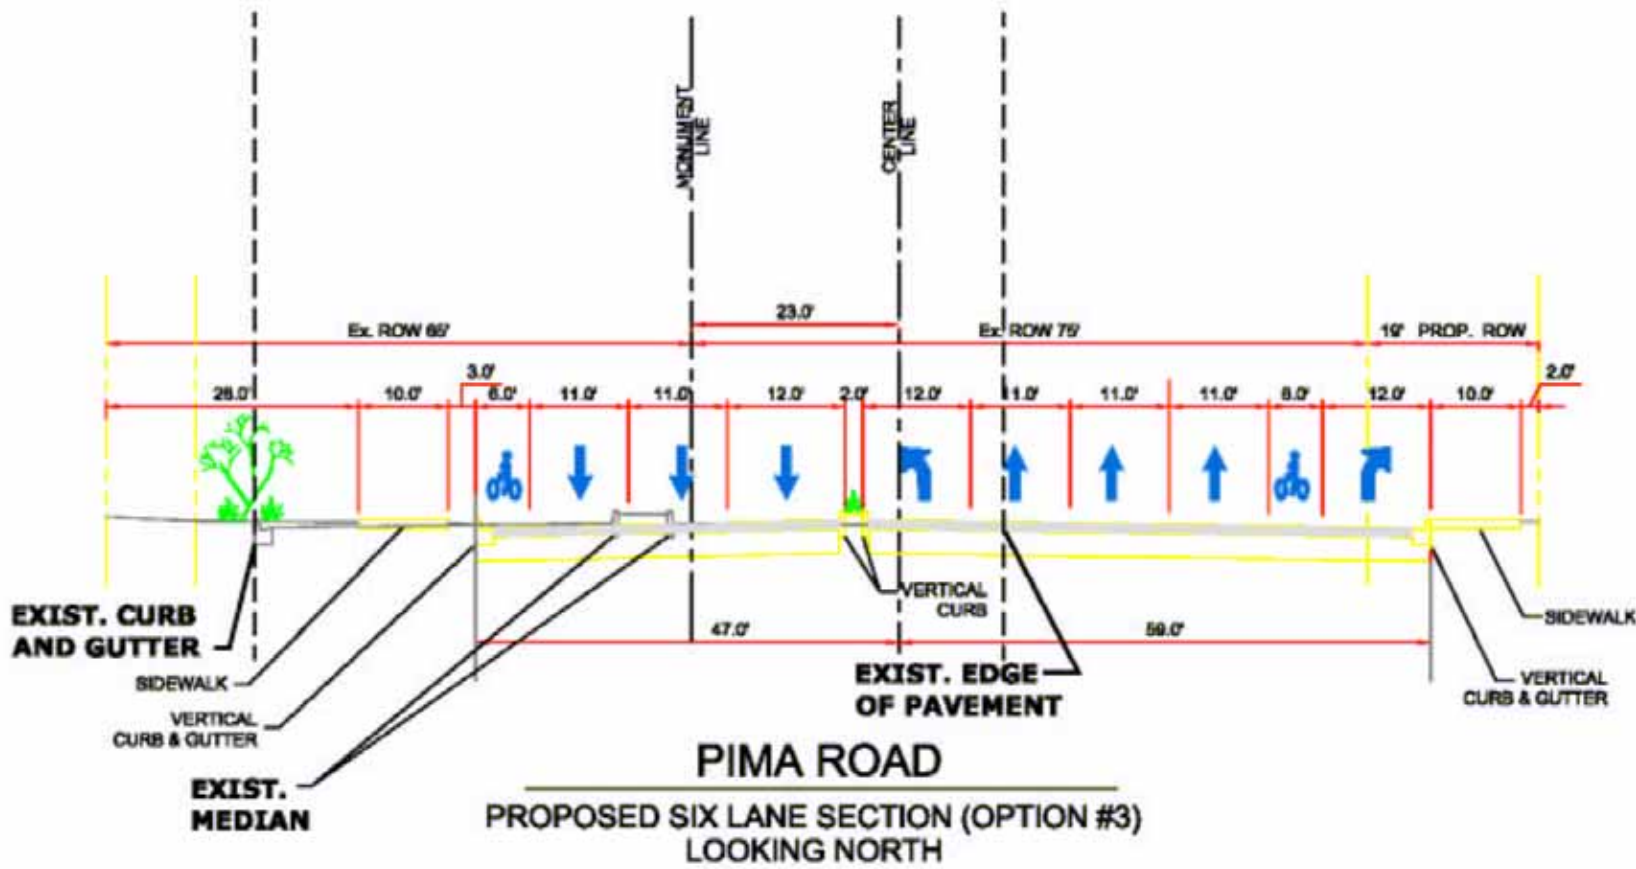 MONUMENT
LINE
CENTER
LINE
23.0'
Ex. ROW 65'
Ex. ROW 75'
19' PROP. ROW
3.0'
2.0'
28.0'
10.0'
6.0'
11.0'
11.0'
12.0'
2.0'
12.0'
11.0'
11.0'
11.0'
6.0'
12.0'
10.0'
EXIST. CURB
AND GUTTER
SIDEWALK
VERTICAL
CURB & GUTTER
EXIST.
MEDIAN
47.0'
VERTICAL
CURB
59.0'
EXIST. EDGE
OF PAVEMENT
SIDEWALK
VERTICAL
CURB & GUTTER
PIMA ROAD
PROPOSED SIX LANE SECTION (OPTION #3)
LOOKING NORTH